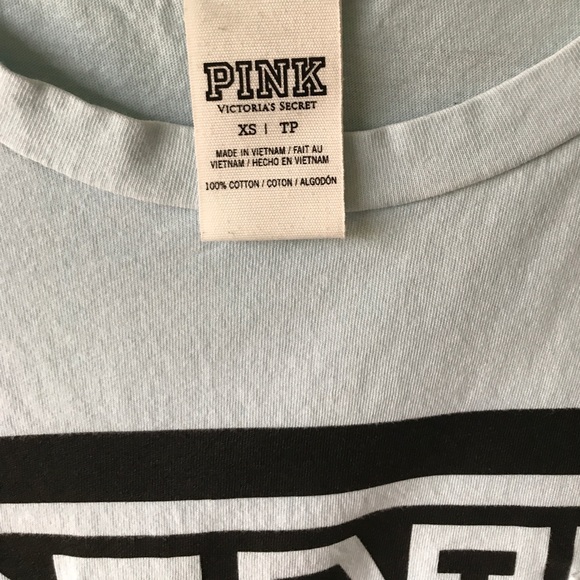 PINK
VICTORIA'S SECRET
XS | TP
MADE IN VIETNAM / FAIT AU
VIETNAM / HECHO EN VIETNAM
100% COTTON / COTON / ALGODÓN